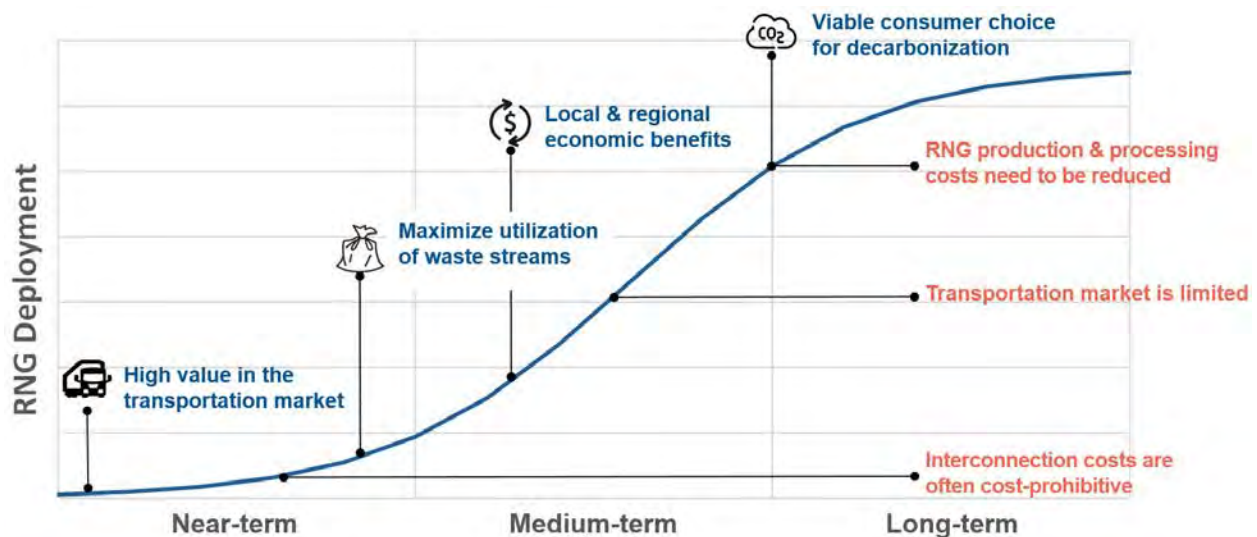 CO2
Viable consumer choice
for decarbonization
$
Local & regional
economic benefits
RNG production & processing
costs need to be reduced
Maximize utilization
of waste streams
Transportation market is limited
RNG Deployment
High value in the
transportation market
Interconnection costs are
often cost-prohibitive
Near-term
Medium-term
Long-term